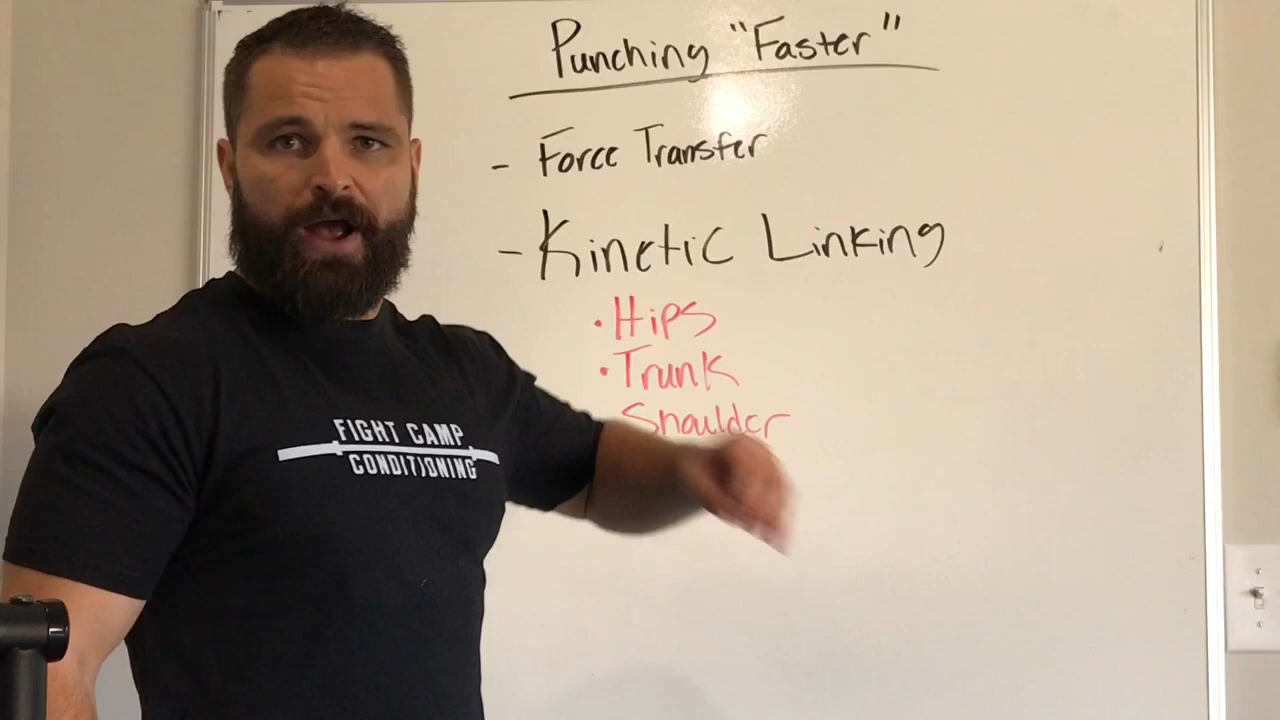 Punching "Faster"
- Force Transfer
- Kinetic Linking
• Hips
• Trunk
Shoulder
FIGHT CAMP
CONDITIONING